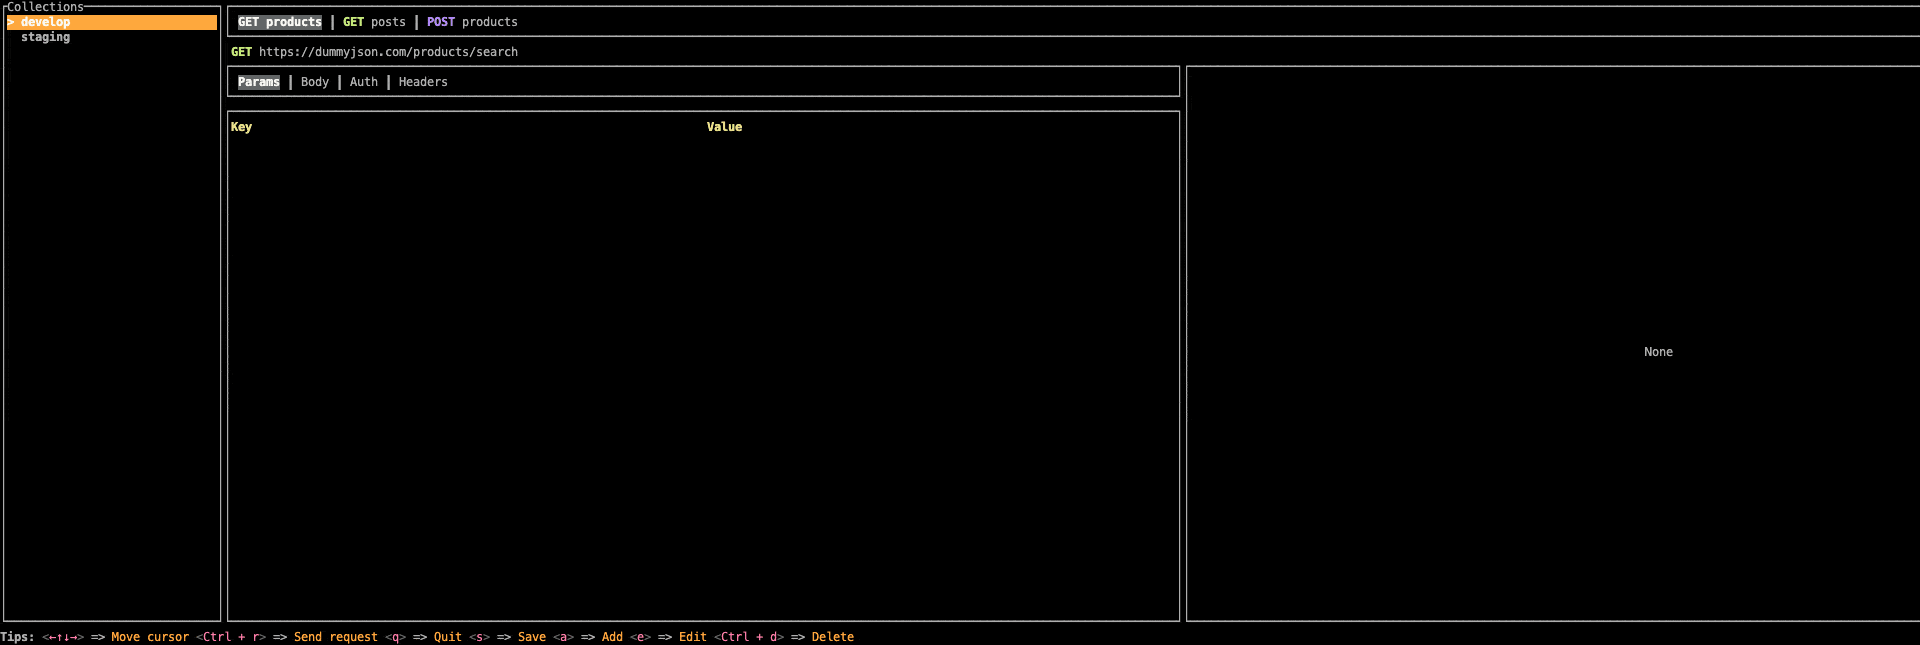 Collections
> develop
staging
GET products | GET posts | POST products
GET https://dummyjson.com/products/search
Params | Body | Auth | Headers
Key Value
None
Tips: <←↑↓→> => Move cursor <Ctrl + r> => Send request <q> => Quit <s> => Save <a> => Add <e> => Edit <Ctrl + d> => Delete